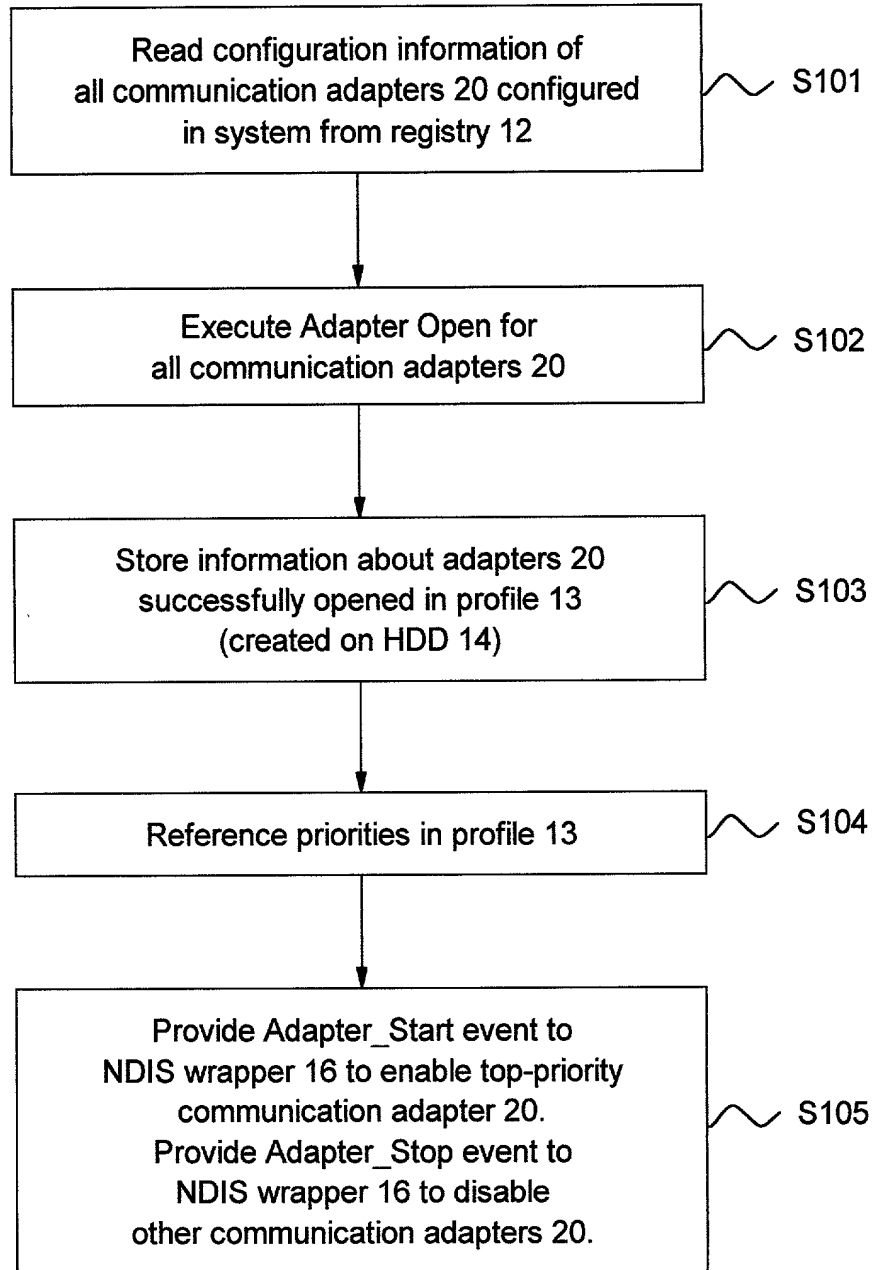 Read configuration information of
all communication adapters 20 configured
in system from registry 12
S101
Execute Adapter Open for
all communication adapters 20
S102
Store information about adapters 20
successfully opened in profile 13
(created on HDD 14)
S103
Reference priorities in profile 13
S104
Provide Adapter_Start event to
NDIS wrapper 16 to enable top-priority
communication adapter 20.
Provide Adapter_Stop event to
NDIS wrapper 16 to disable
other communication adapters 20.
S105